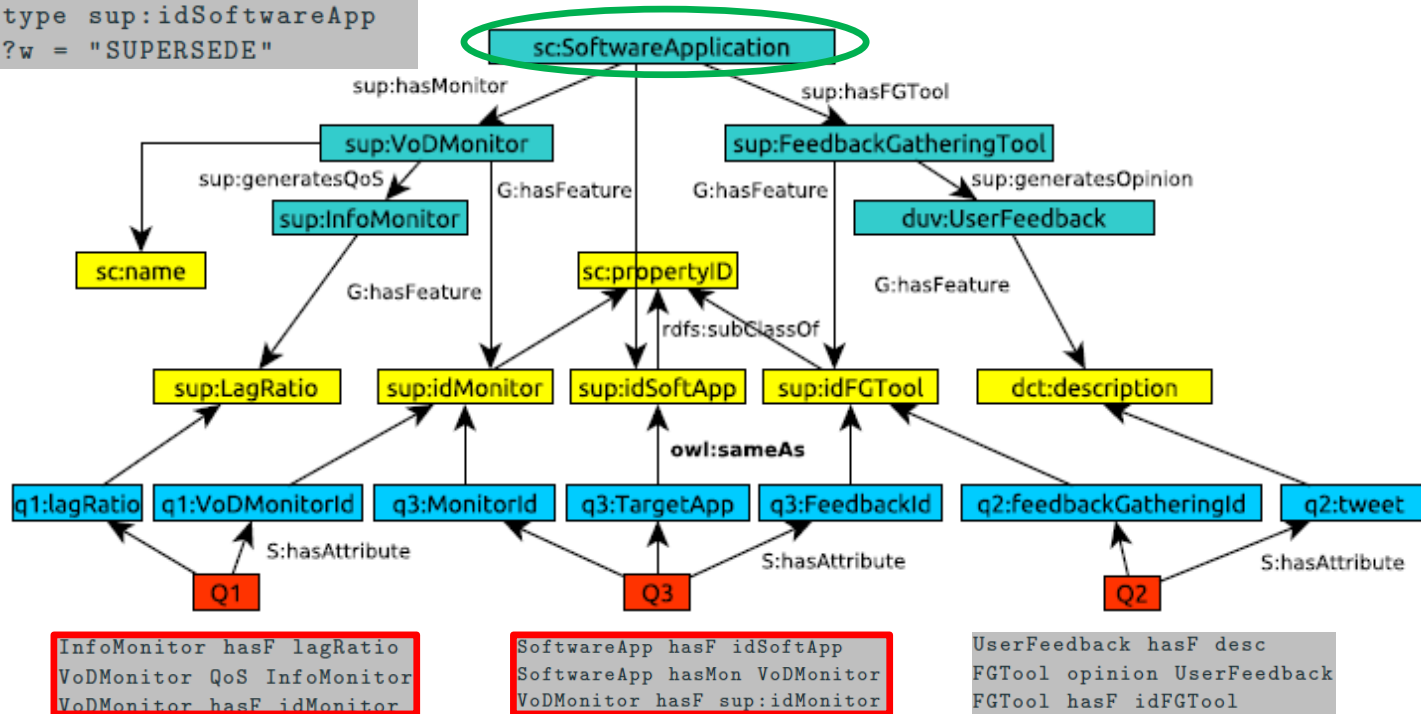 type sup:idSoftwareApp
?w = "SUPERSEDE"
sc:SoftwareApplication
sup:hasMonitor
sup:hasFGTool
sup:VoDMonitor
sup:FeedbackGatheringTool
sup:generatesQoS
G:hasFeature
G:hasFeature
sup:generatesOpinion
sup:InfoMonitor
duv:UserFeedback
sc:name
sc:propertyID
G:hasFeature
G:hasFeature
rdfs:subClassOf
sup:LagRatio
sup:idMonitor
sup:idSoftApp
sup:idFGTool
dct:description
owl:sameAs
q1:lagRatio
q1:VoDMonitorId
q3:MonitorId
q3:TargetApp
q3:FeedbackId
q2:feedbackGatheringId
q2:tweet
S:hasAttribute
S:hasAttribute
S:hasAttribute
Q1
Q3
Q2
InfoMonitor hasF lagRatio
VoDMonitor QoS InfoMonitor
VoDMonitor hasF idMonitor
SoftwareApp hasF idSoftApp
SoftwareApp hasMon VoDMonitor
VoDMonitor hasF sup:idMonitor
UserFeedback hasF desc
FGTool opinion UserFeedback
FGTool hasF idFGTool